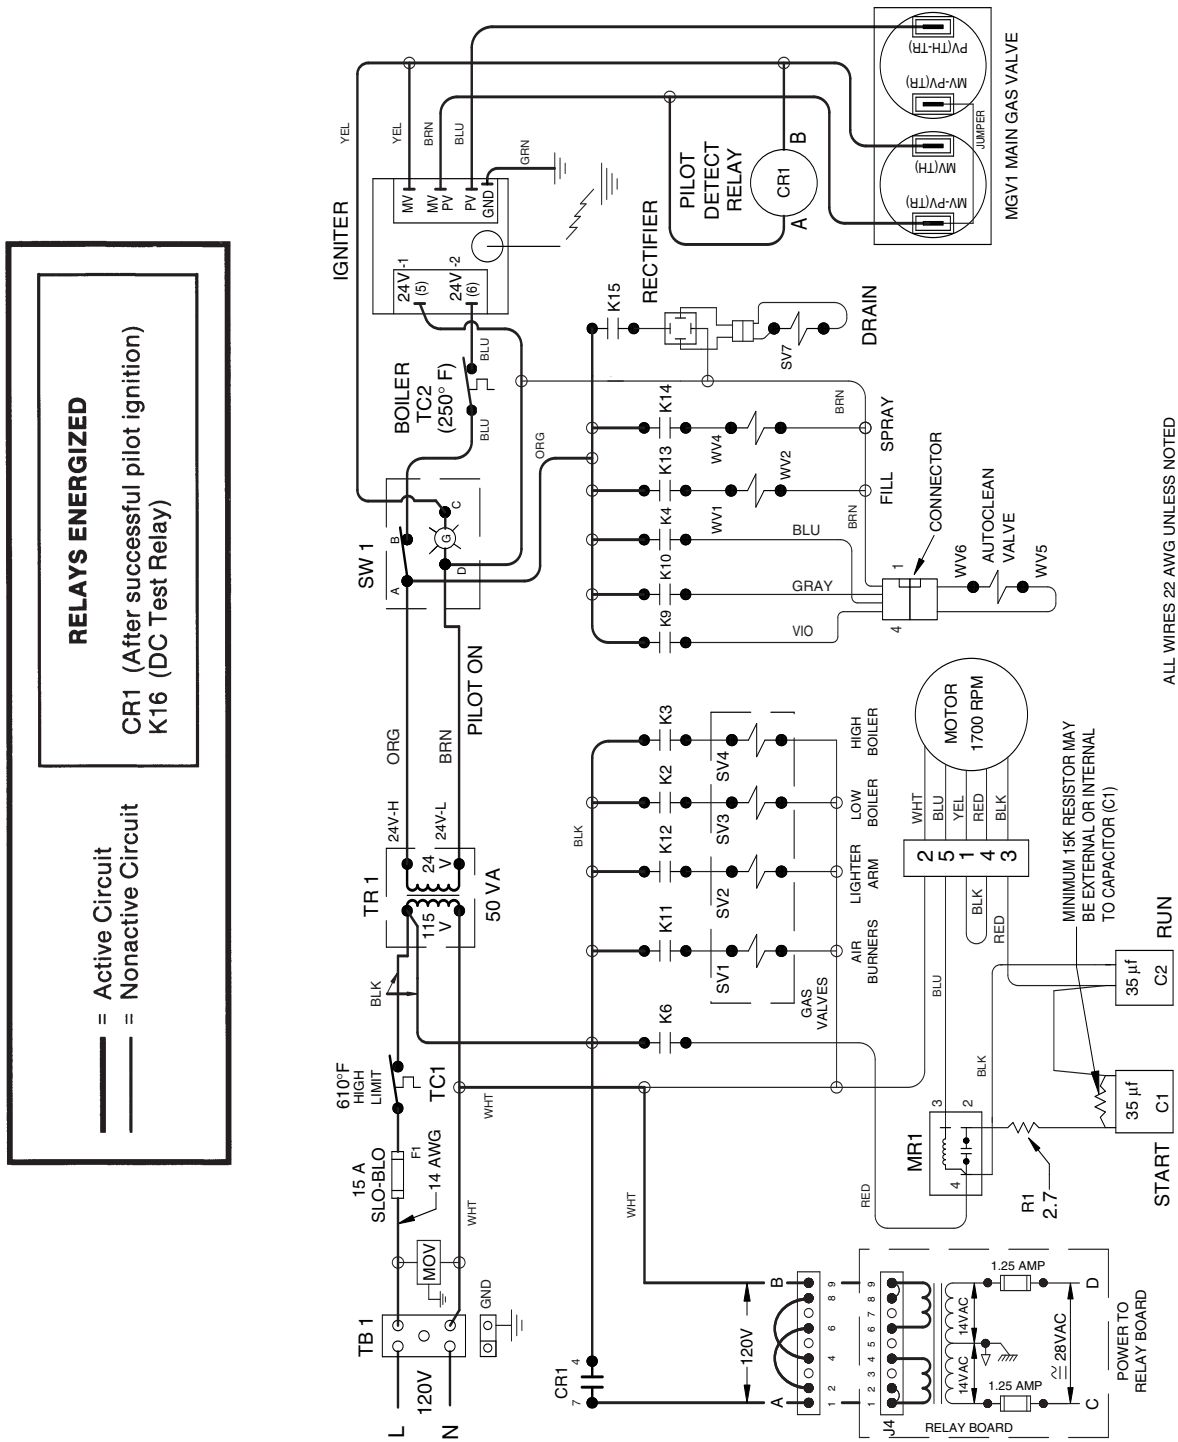 RELAYS ENERGIZED
CR1 (After successful pilot ignition)
K16 (DC Test Relay)
= Active Circuit
= Nonactive Circuit
L
120V
N
TB 1
MOV
GND
15 A
SLO-BLO
F1
14 AWG
WHT
610°F
HIGH
LIMIT
TC1
WHT
BLK
TR 1
115
V
24
V
50 VA
24V-H
24V-L
ORG
BRN
PILOT ON
SW 1
A
B
C
D
G
BOILER
TC2
(250° F)
BLU
BLU
ORG
IGNITER
24V-1
(5)
24V-2
(6)
MV
MV
PV
PV
GND
YEL
YEL
BRN
BLU
GRN
PILOT
DETECT
RELAY
CR1
A
B
MV-PV(TR)
MV(TH)
MV-PV(TR)
PV(TH-TR)
JUMPER
MGV1 MAIN GAS VALVE
CR1
7
4
BLK
K6
K11
K12
K2
K3
SV1
SV2
SV3
SV4
GAS
VALVES
AIR
BURNERS
LIGHTER
ARM
LOW
BOILER
HIGH
BOILER
K9
K10
K4
K13
K14
K15
VIO
GRAY
BLU
WV1
WV2
WV4
FILL
SPRAY
BRN
BRN
RECTIFIER
SV7
DRAIN
4
1
CONNECTOR
WV6
AUTOCLEAN
VALVE
WV5
WHT
120V
A
B
1
2
4
6
8
9
1
2
3
4
5
6
7
8
9
J4
RELAY BOARD
14VAC
14VAC
1.25 AMP
1.25 AMP
≅ 28VAC
C
D
POWER TO
RELAY BOARD
RED
MR1
4
3
2
BLU
BLK
R1
2.7
START
35 µf
C1
35 µf
C2
RUN
MINIMUM 15K RESISTOR MAY
BE EXTERNAL OR INTERNAL
TO CAPACITOR (C1)
BLK
RED
2
5
1
4
3
WHT
BLU
YEL
RED
BLK
MOTOR
1700 RPM
ALL WIRES 22 AWG UNLESS NOTED